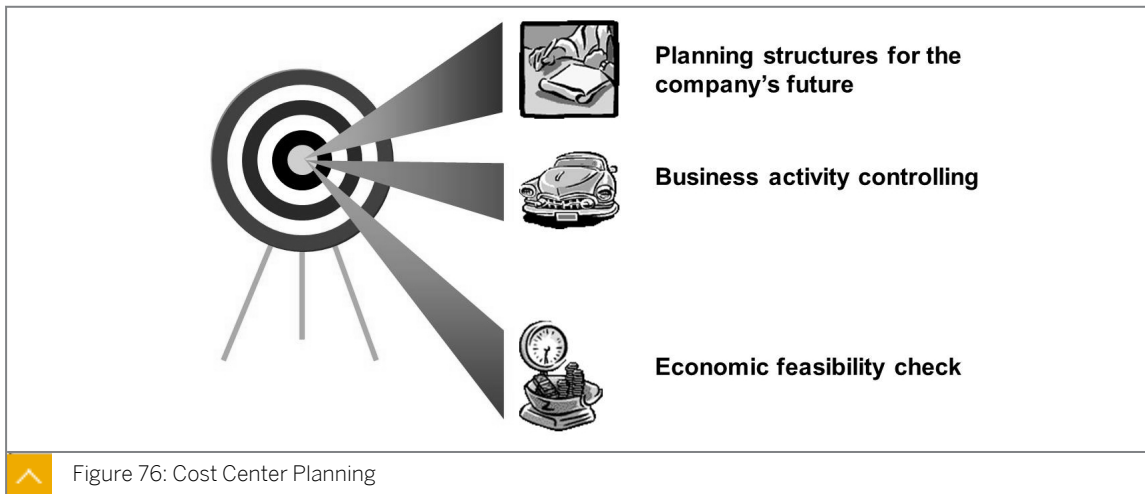 Planning structures for the
company's future
Business activity controlling
Economic feasibility check
Figure 76: Cost Center Planning